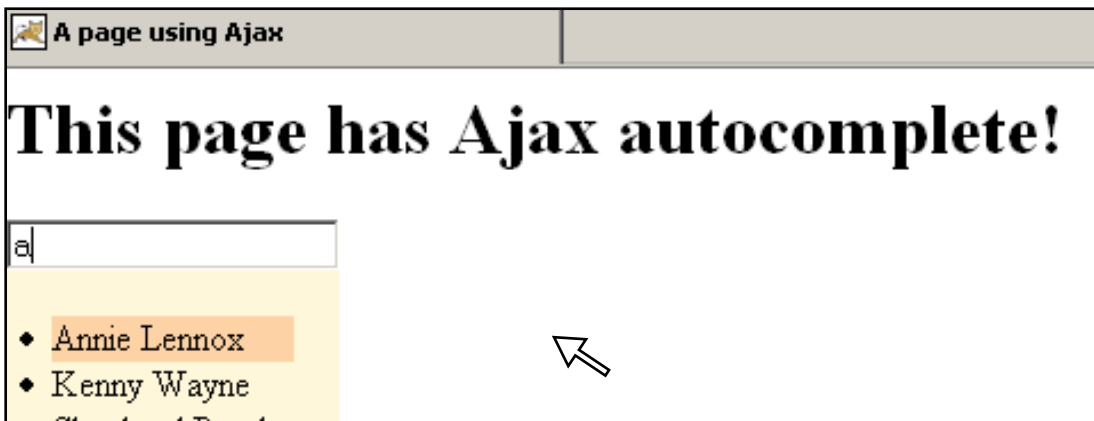 A page using Ajax
This page has Ajax autocomplete!
a
Annie Lennox
Kenny Wayne